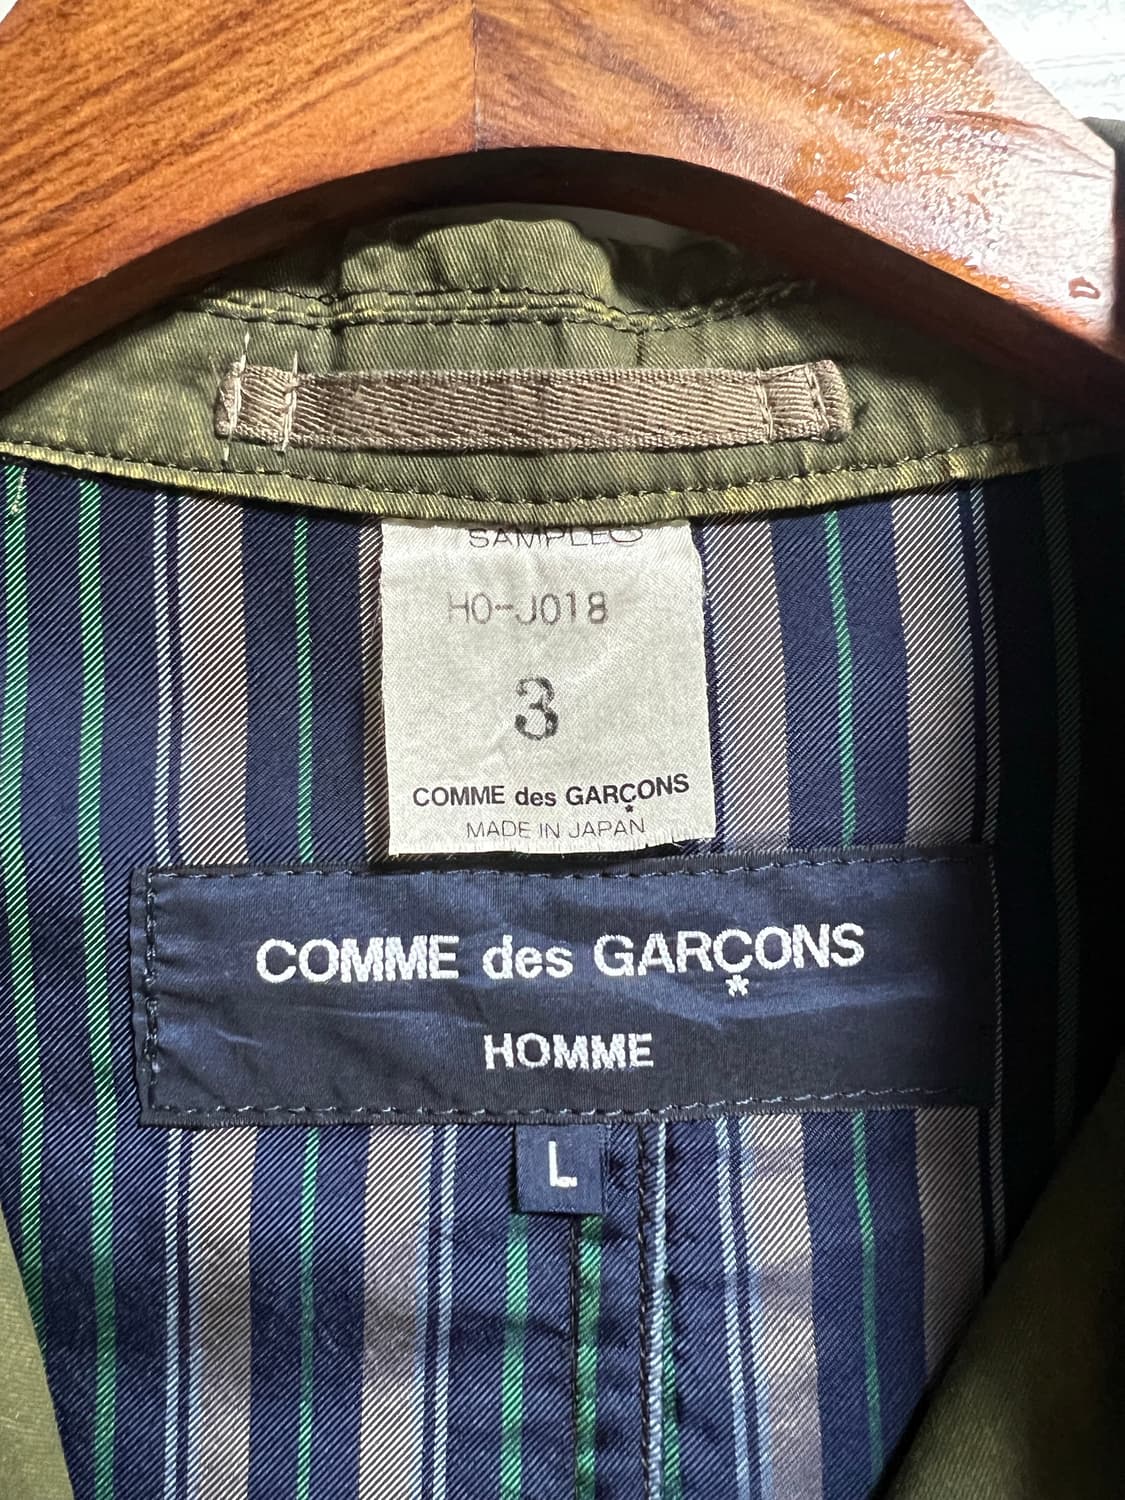 SAMPLE
HO-J018
3
COMME des GARÇONS
MADE IN JAPAN
COMME des GARÇONS
HOMME
L